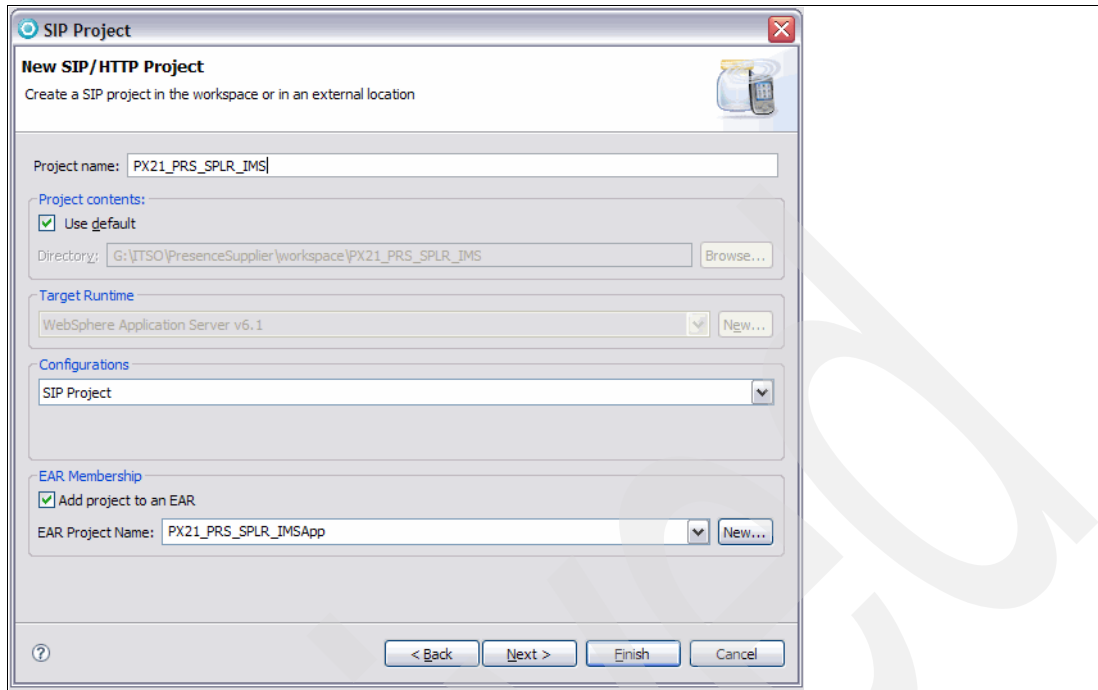 SIP Project
New SIP/HTTP Project
Create a SIP project in the workspace or in an external location
Project name: PX21_PRS_SPLR_IMS
Project contents:
Use default
Directory: G:\ITSO\PresenceSupplier\workspace\PX21_PRS_SPLR_IMS Browse...
Target Runtime
WebSphere Application Server v6.1 New...
Configurations
SIP Project
EAR Membership
Add project to an EAR
EAR Project Name: PX21_PRS_SPLR_IMSApp New...
? < Back Next > Finish Cancel